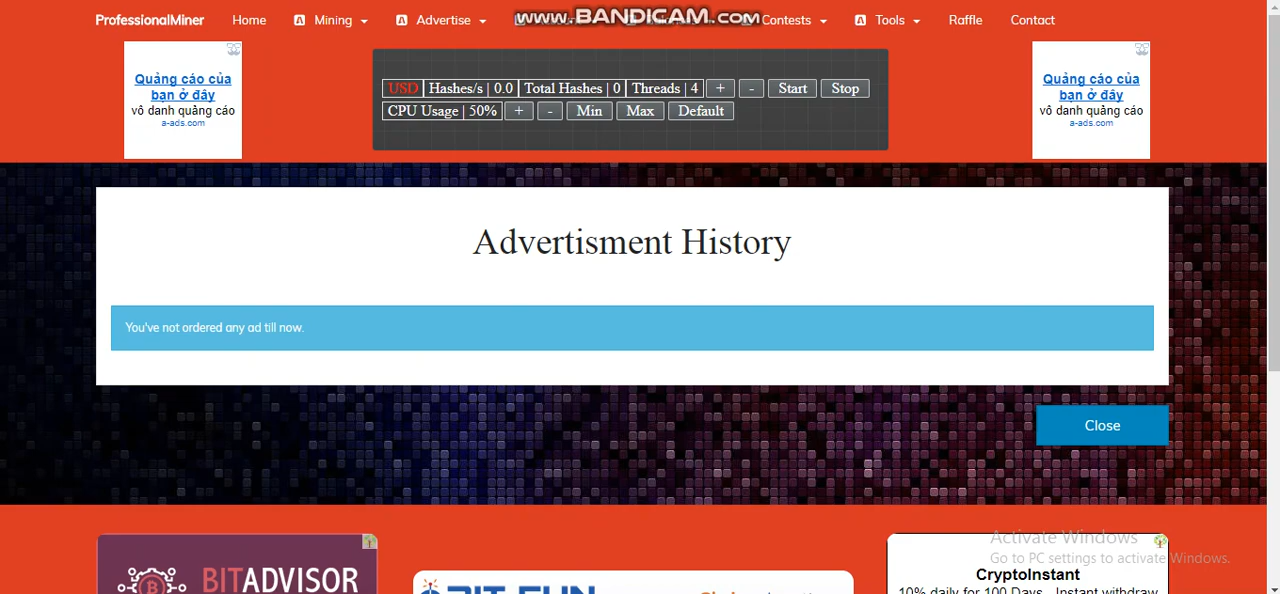 ProfessionalMiner Home Mining Advertise Contests Tools Raffle Contact
www.BANDICAM.com
Quảng cáo của
bạn ở đây
vô danh quảng cáo
a-ads.com
USD Hashes/s | 0.0 Total Hashes | 0 Threads | 4 + - Start Stop
CPU Usage | 50% + - Min Max Default
Quảng cáo của
bạn ở đây
vô danh quảng cáo
a-ads.com
Advertisment History
You've not ordered any ad till now.
Close
BITADVISOR
BIT FUN
Activate Windows
Go to PC settings to activate Windows.
CryptoInstant
10% daily for 100 Days - Instant withdraw